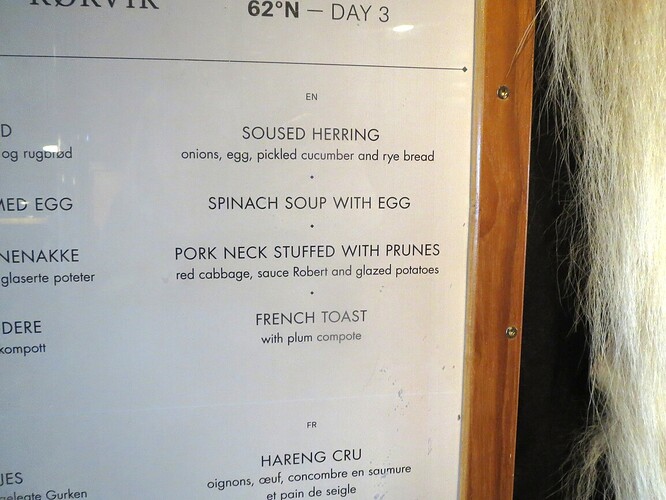 RØRVIK
62°N — DAY 3
EN
D
og rugbrød
MED EGG
NENAKKE
glaserte poteter
DERE
kompott
SOUSED HERRING
onions, egg, pickled cucumber and rye bread
•
SPINACH SOUP WITH EGG
•
PORK NECK STUFFED WITH PRUNES
red cabbage, sauce Robert and glazed potatoes
•
FRENCH TOAST
with plum compote
JES
gelegte Gurken
FR
HARENG CRU
oignons, œuf, concombre en saumure
et pain de seigle